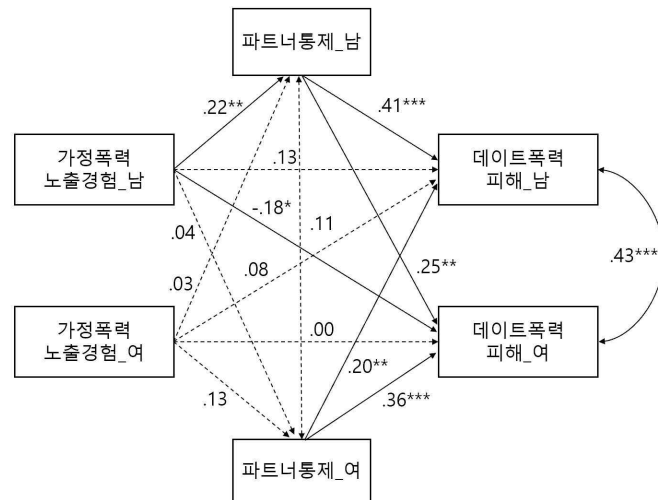 파트너통제_남
.22**
.41***
가정폭력
노출경험_남
.13
데이트폭력
피해_남
-.18*
.04
.11
.03
.08
.25**
.43***
가정폭력
노출경험_여
.00
데이트폭력
피해_여
.20**
.13
.36***
파트너통제_여